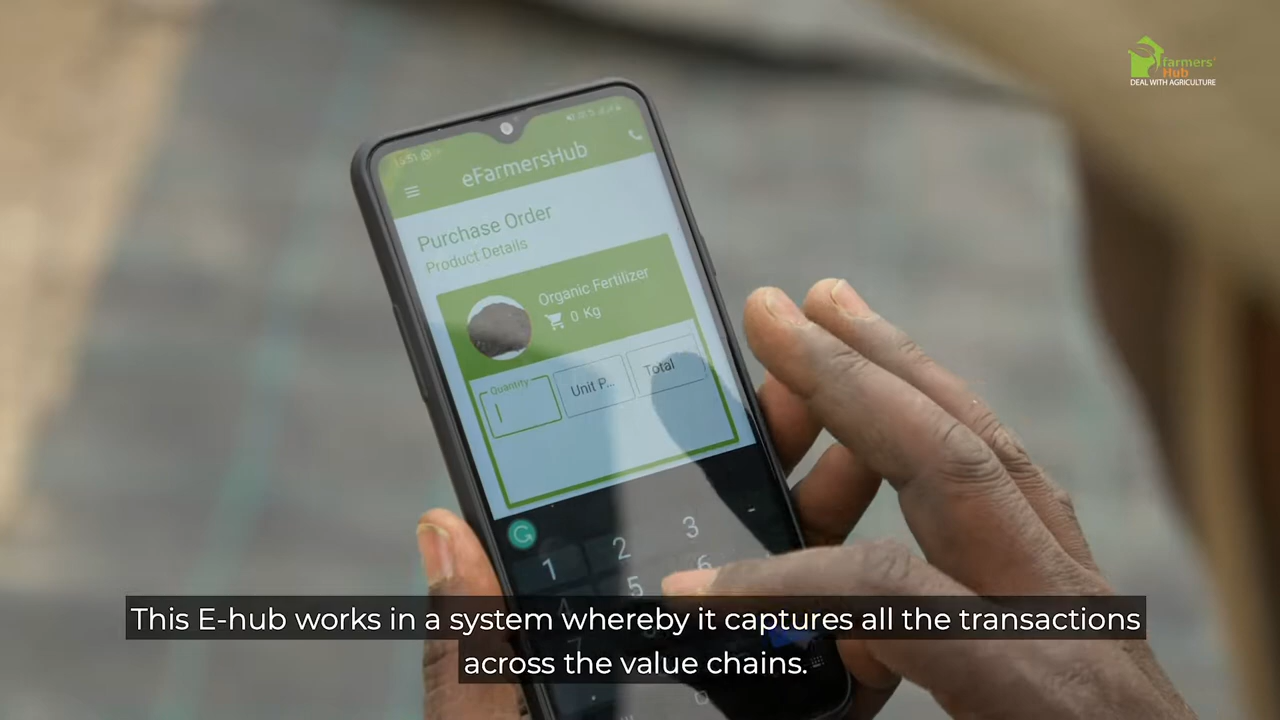 farmers'
Hub
DEAL WITH AGRICULTURE
eFarmersHub
Purchase Order
Product Details
Organic Fertilizer
0 Kg
Quantity
Unit P...
Total
1
2
3
-
5
6
This E-hub works in a system whereby it captures all the transactions
across the value chains.